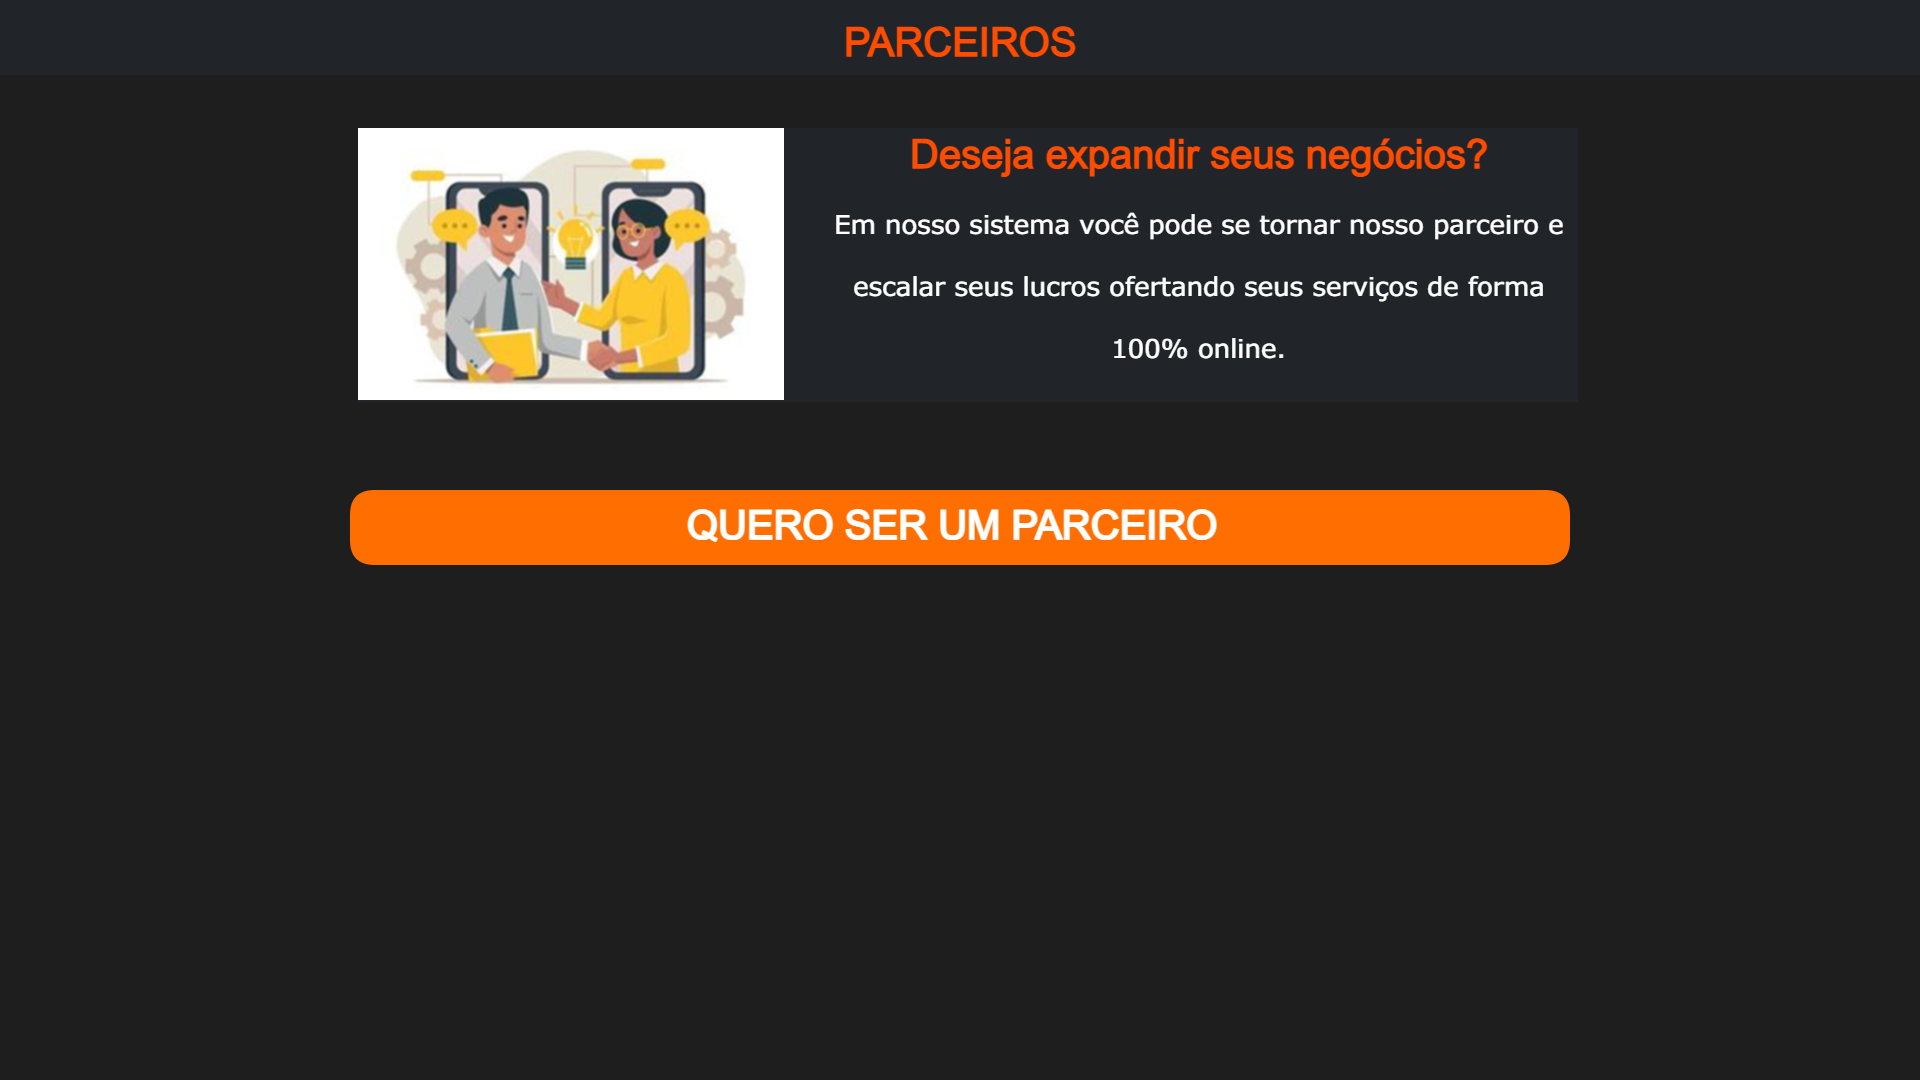 PARCEIROS
Deseja expandir seus negócios?
Em nosso sistema você pode se tornar nosso parceiro e
escalar seus lucros ofertando seus serviços de forma
100% online.
QUERO SER UM PARCEIRO